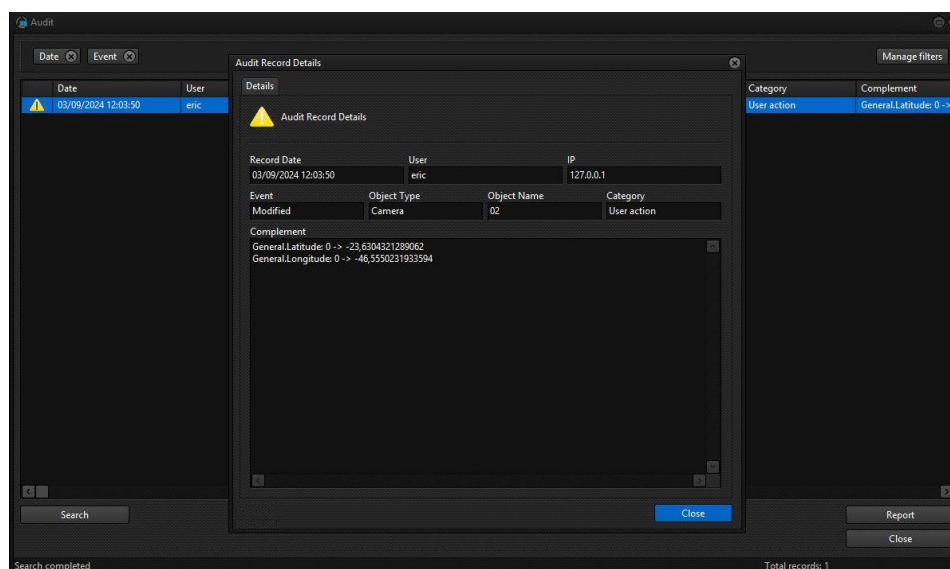 Audit
Date Event Manage filters
Date User Category Complement
03/09/2024 12:03:50 eric User action General.Latitude: 0 ->
Audit Record Details
Details
Audit Record Details
Record Date User IP
03/09/2024 12:03:50 eric 127.0.0.1
Event Object Type Object Name Category
Modified Camera 02 User action
Complement
General.Latitude: 0 -> -23,6304321289062
General.Longitude: 0 -> -46,5550231933594
Close
Search Report
Close
Search completed Total records: 1